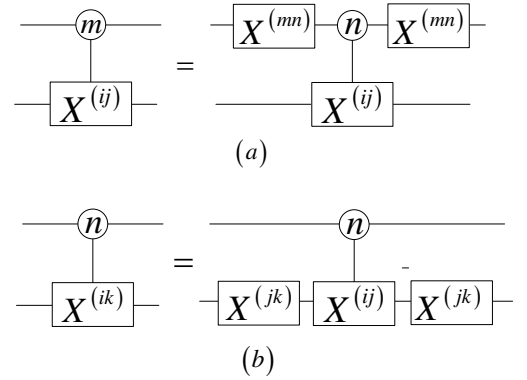 m = X^(mn) n X^(mn)
X^(ij) X^(ij)
(a)
n = n
X^(ik) X^(jk) X^(ij) X^(jk)
(b)